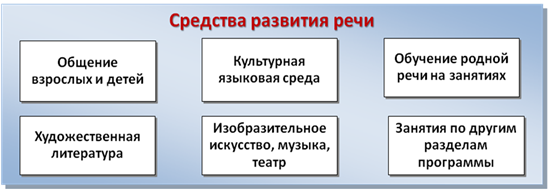 Средства развития речи
Общение
взрослых и детей
Культурная
языковая среда
Обучение родной
речи на занятиях
Художественная
литература
Изобразительное
искусство, музыка,
театр
Занятия по другим
разделам
программы